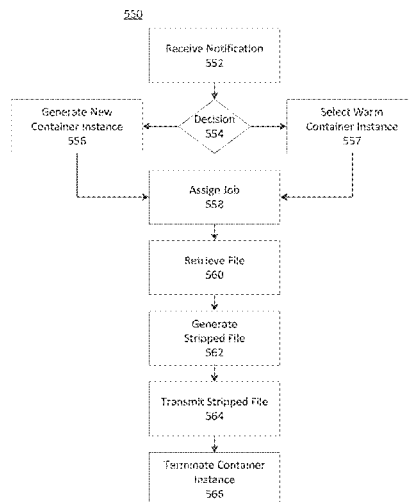 550
Receive Notification
552
Generate New
Container Instance
556
Decision
554
Select Warm
Container Instance
557
Assign Job
558
Retrieve File
560
Generate
Stripped File
562
Transmit Stripped File
564
Terminate Container
Instance
566